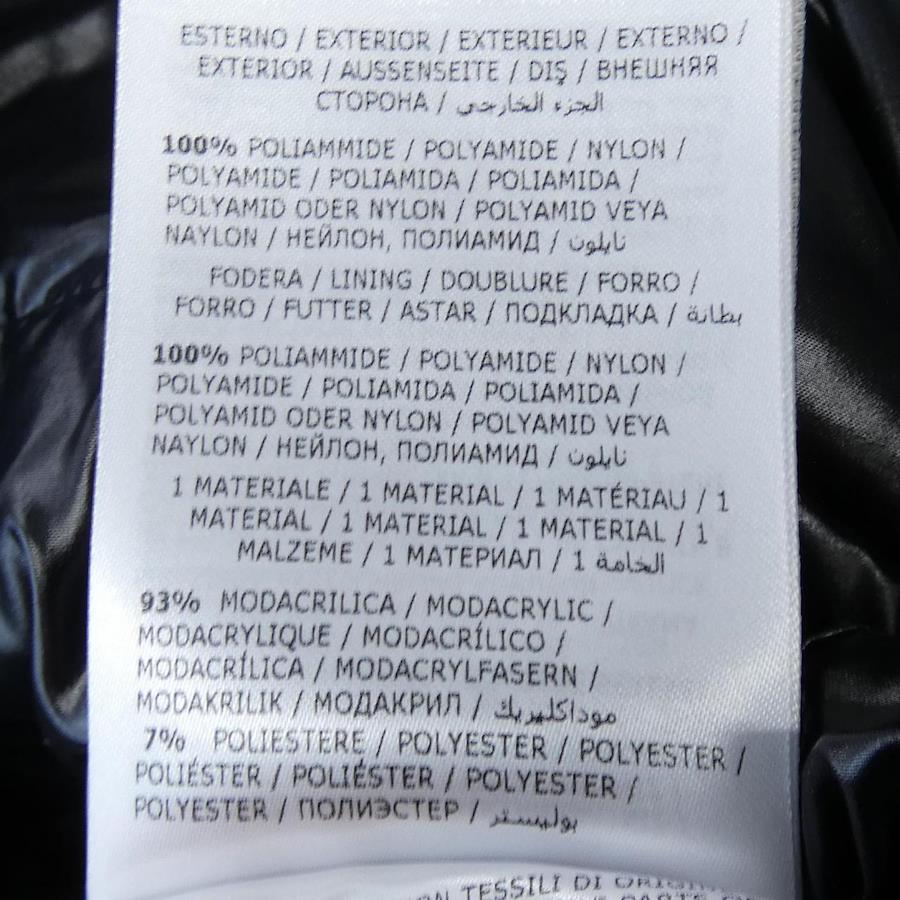 ESTERNO / EXTERIOR / EXTERIEUR / EXTERNO /
EXTERIOR / AUSSENSEITE / DIŞ / ВНЕШНЯЯ
СТОРОНА / الجزء الخارجي
100% POLIAMMIDE / POLYAMIDE / NYLON /
POLYAMIDE / POLIAMIDA / POLIAMIDA /
POLYAMID ODER NYLON / POLYAMID VEYA
NAYLON / НЕЙЛОН, ПОЛИАМИД / نايلون
FODERA / LINING / DOUBLURE / FORRO /
FORRO / FUTTER / ASTAR / ПОДКЛАДКА / بطانة
100% POLIAMMIDE / POLYAMIDE / NYLON /
POLYAMIDE / POLIAMIDA / POLIAMIDA /
POLYAMID ODER NYLON / POLYAMID VEYA
NAYLON / НЕЙЛОН, ПОЛИАМИД / نايلون
1 MATERIALE / 1 MATERIAL / 1 MATÉRIAU / 1
MATERIAL / 1 MATERIAL / 1 MATERIAL / 1
MALZEME / 1 МАТЕРИАЛ / 1 الخامة
93% MODACRILICA / MODACRYLIC /
MODACRYLIQUE / MODACRÍLICO /
MODACRÍLICA / MODACRYLFASERN /
MODAKRILIK / МОДАКРИЛ / موداكليريك
7% POLIESTERE / POLYESTER / POLYESTER /
POLIÉSTER / POLIÉSTER / POLYESTER /
POLYESTER / ПОЛИЭСТЕР / بوليستر
TESSILI DI